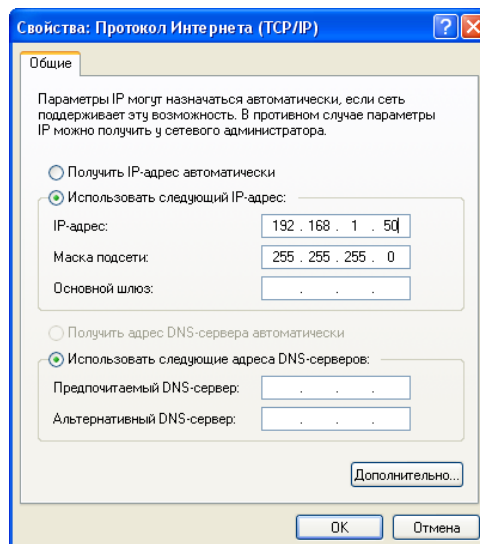 Свойства: Протокол Интернета (TCP/IP)
Общие
Параметры IP могут назначаться автоматически, если сеть
поддерживает эту возможность. В противном случае параметры
IP можно получить у сетевого администратора.
Получить IP-адрес автоматически
Использовать следующий IP-адрес:
IP-адрес: 192 . 168 . 1 . 50
Маска подсети: 255 . 255 . 255 . 0
Основной шлюз: . . .
Получить адрес DNS-сервера автоматически
Использовать следующие адреса DNS-серверов:
Предпочитаемый DNS-сервер: . . .
Альтернативный DNS-сервер: . . .
Дополнительно...
OK Отмена